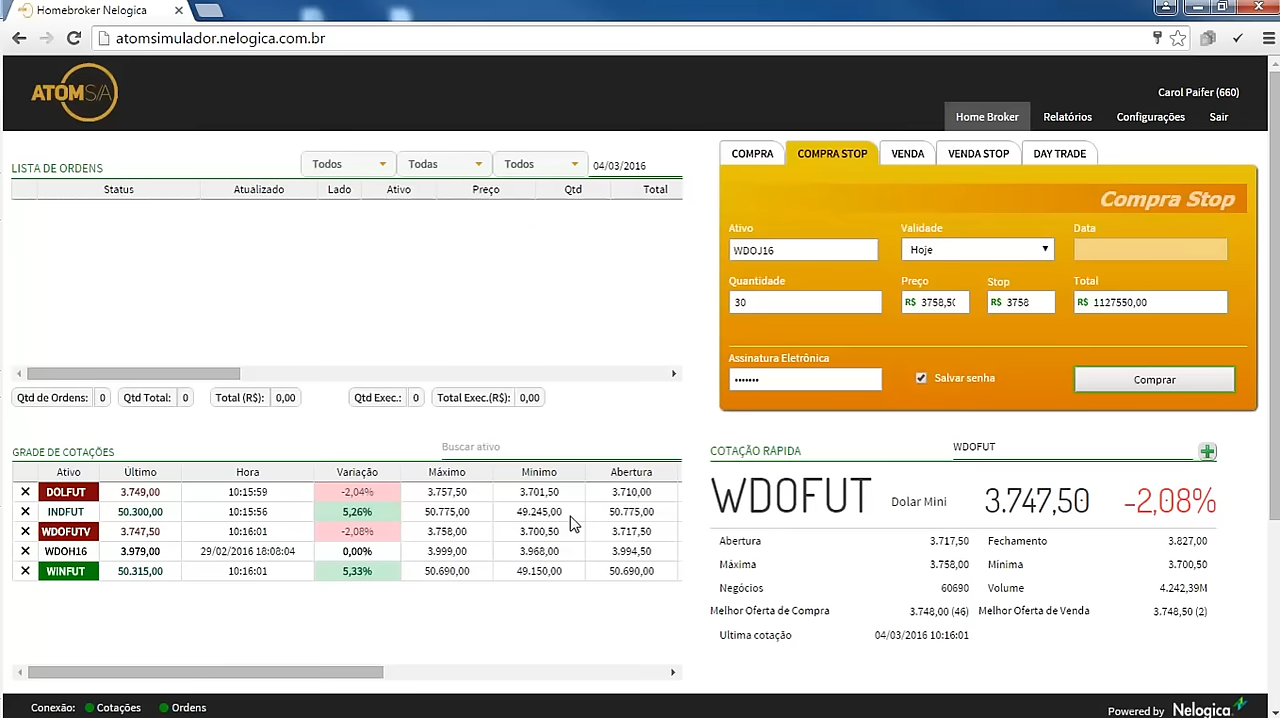 Homebroker Nelogica
atomsimulador.nelogica.com.br
ATOM S/A
Carol Paifer (660)
Home Broker Relatórios Configurações Sair
LISTA DE ORDENS Todos Todas Todos 04/03/2016
Status Atualizado Lado Ativo Preço Qtd Total
Qtd de Ordens: 0 Qtd Total: 0 Total (R$): 0,00 Qtd Exec.: 0 Total Exec.(R$): 0,00
COMPRA COMPRA STOP VENDA VENDA STOP DAY TRADE
Compra Stop
Ativo Validade Data
WDOJ16 Hoje
Quantidade Preço Stop Total
30 R$ 3758,50 R$ 3758 R$ 1127550,00
Assinatura Eletrônica
••••••• Salvar senha Comprar
GRADE DE COTAÇÕES Buscar ativo
Ativo Último Hora Variação Máximo Mínimo Abertura
DOLFUT 3.749,00 10:15:59 -2,04% 3.757,50 3.701,50 3.710,00
INDFUT 50.300,00 10:15:56 5,26% 50.775,00 49.245,00 50.775,00
WDOFUTV 3.747,50 10:16:01 -2,08% 3.758,00 3.700,50 3.717,50
WDOH16 3.979,00 29/02/2016 18:08:04 0,00% 3.999,00 3.968,00 3.994,50
WINFUT 50.315,00 10:16:01 5,33% 50.690,00 49.150,00 50.690,00
COTAÇÃO RÁPIDA WDOFUT
WDOFUT Dolar Mini 3.747,50 -2,08%
Abertura 3.717,50 Fechamento 3.827,00
Máxima 3.758,00 Mínima 3.700,50
Negócios 60690 Volume 4.242,39M
Melhor Oferta de Compra 3.748,00 (46) Melhor Oferta de Venda 3.748,50 (2)
Última cotação 04/03/2016 10:16:01
Conexão: Cotações Ordens
Powered by Nelogica